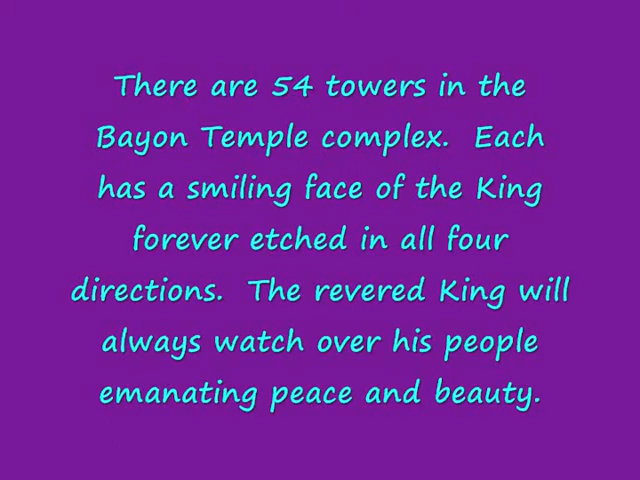 There are 54 towers in the
Bayon Temple complex.  Each
has a smiling face of the King
forever etched in all four
directions.  The revered King will
always watch over his people
emanating peace and beauty.